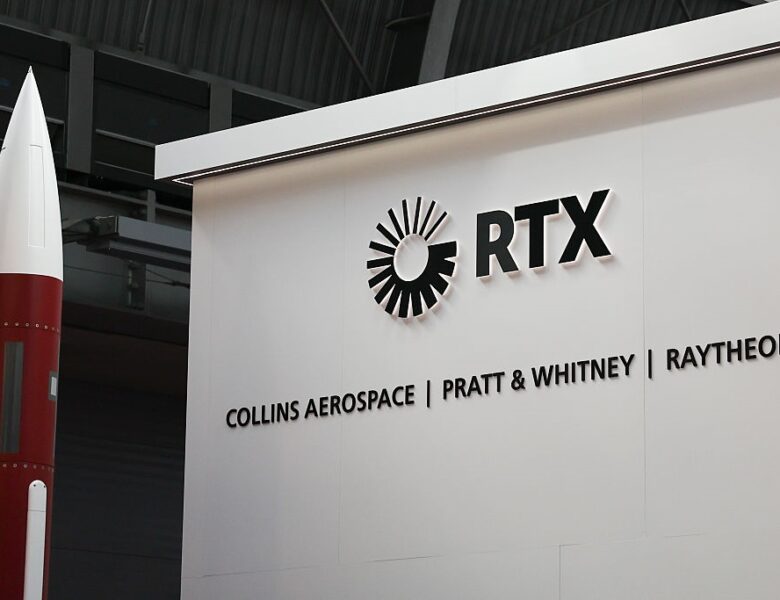 RTX
COLLINS AEROSPACE | PRATT & WHITNEY | RAYTHEO